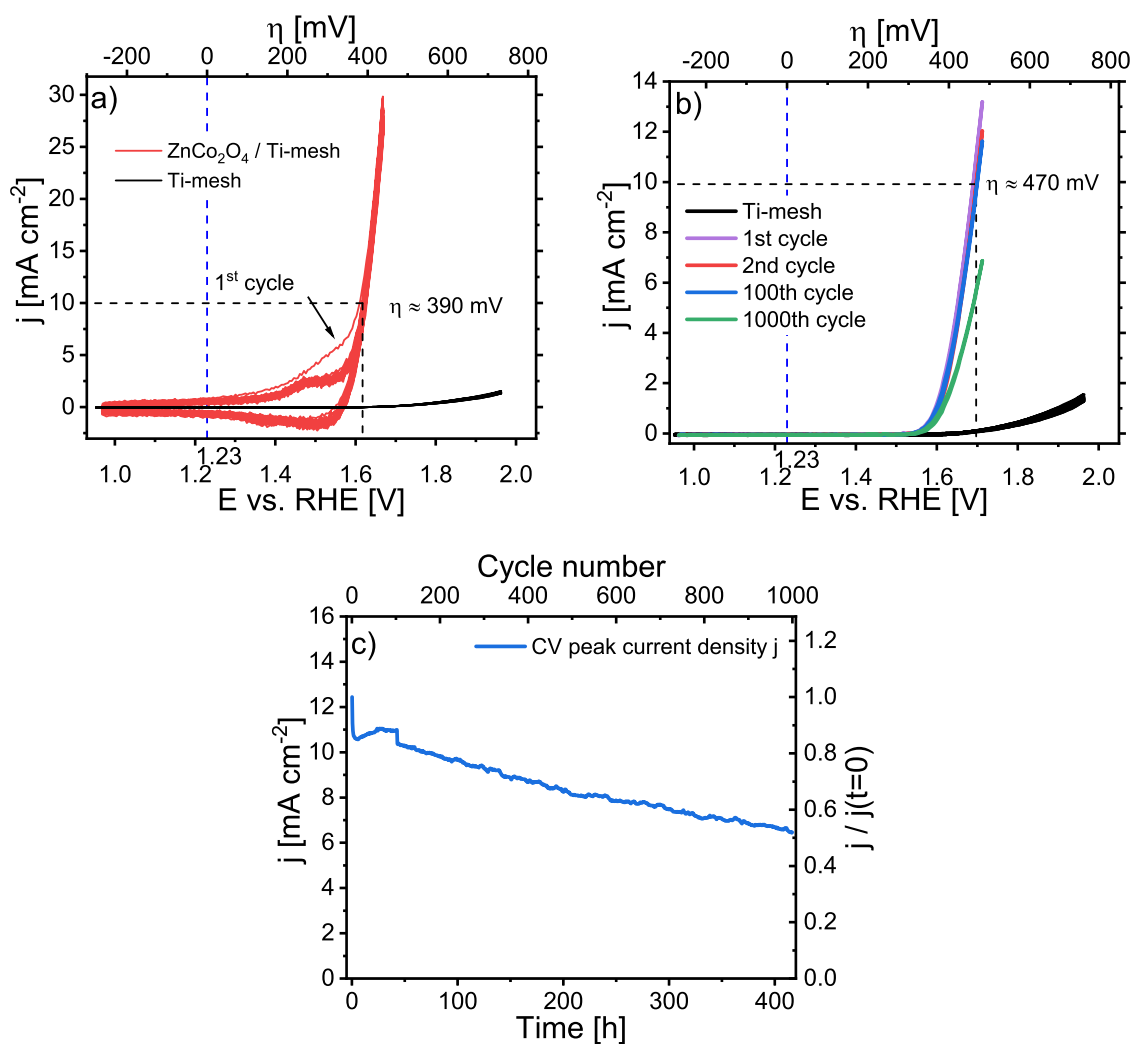 η [mV]
-200 0 200 400 600 800
a)
30
25
20
15
10
5
0
j [mA cm-2]
ZnCo2O4 / Ti-mesh
Ti-mesh
1st cycle
η ≈ 390 mV
1.23
1.0 1.2 1.4 1.6 1.8 2.0
E vs. RHE [V]
η [mV]
-200 0 200 400 600 800
b)
14
12
10
8
6
4
2
0
j [mA cm-2]
η ≈ 470 mV
Ti-mesh
1st cycle
2nd cycle
100th cycle
1000th cycle
1.23
1.0 1.2 1.4 1.6 1.8 2.0
E vs. RHE [V]
Cycle number
0 200 400 600 800 1000
c)
CV peak current density j
16
14
12
10
8
6
4
2
0
j [mA cm-2]
1.2
1.0
0.8
0.6
0.4
0.2
0.0
j / j(t=0)
0 100 200 300 400
Time [h]